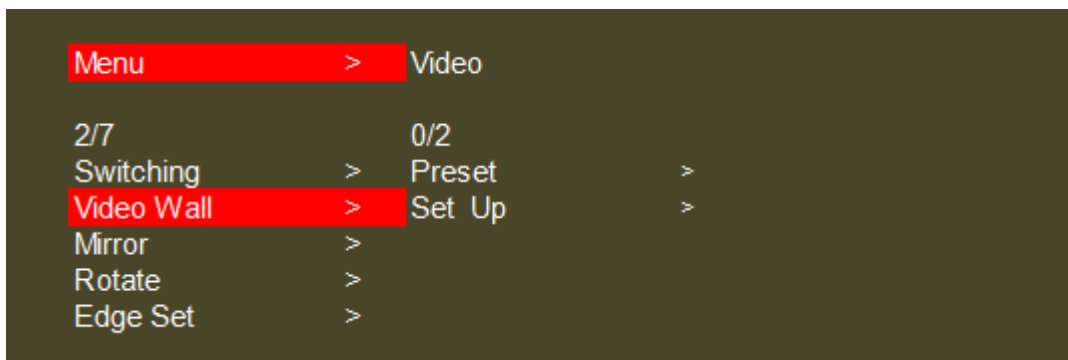 Menu > Video
2/7 0/2
Switching > Preset >
Video Wall > Set Up >
Mirror >
Rotate >
Edge Set >